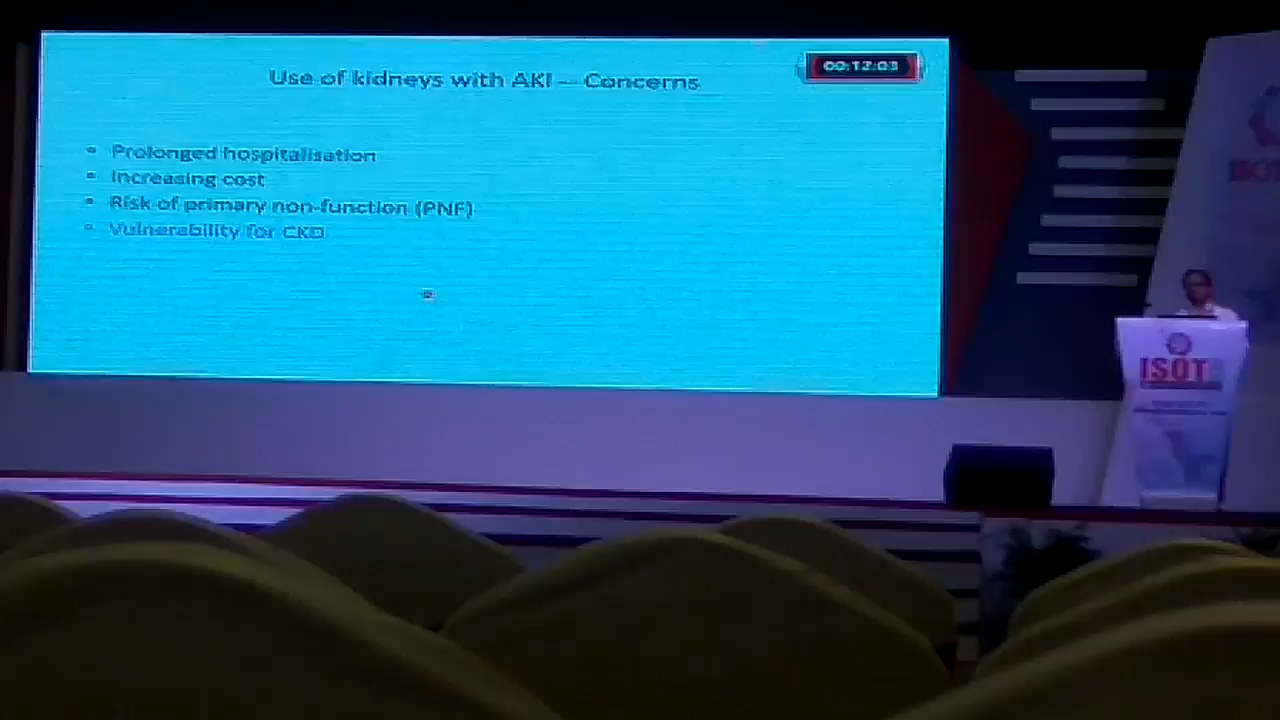 Use of kidneys with AKI – Concerns
00:12:03
Prolonged hospitalisation
Increasing cost
Risk of primary non-function (PNF)
Vulnerability for CKD
ISOT